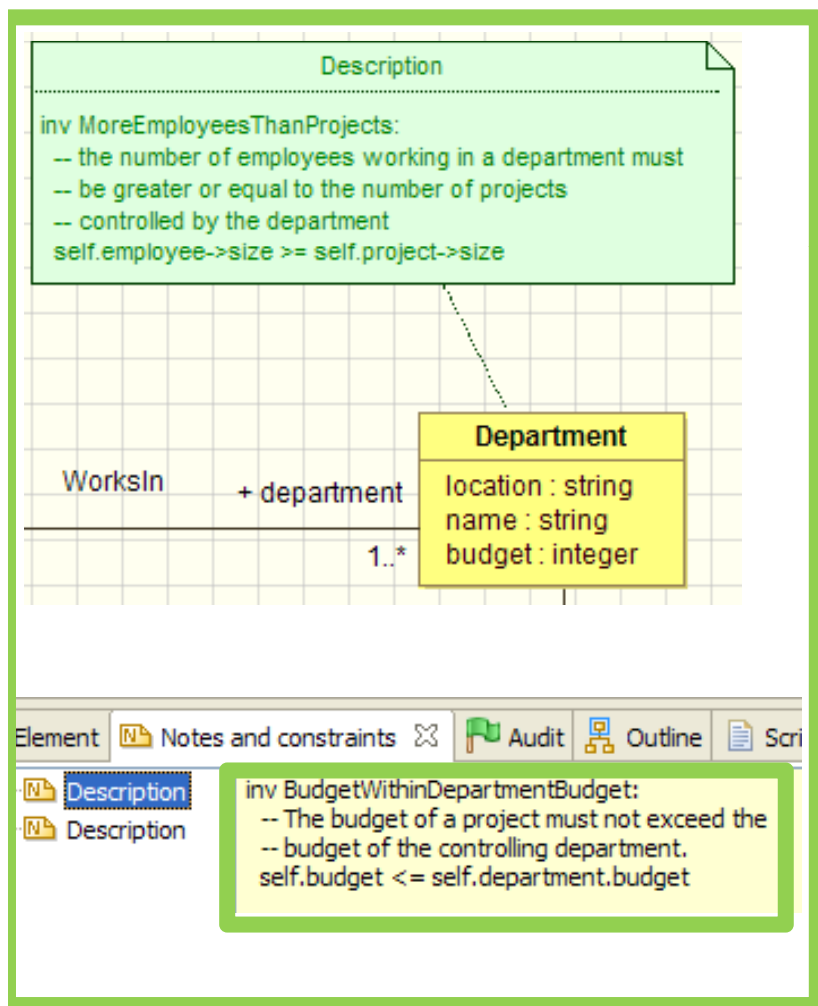 Description
inv MoreEmployeesThanProjects:
-- the number of employees working in a department must
-- be greater or equal to the number of projects
-- controlled by the department
self.employee->size >= self.project->size
Department
WorksIn
+ department
1..*
location : string
name : string
budget : integer
Element
Notes and constraints
Audit
Outline
Scri
Description
Description
inv BudgetWithinDepartmentBudget:
-- The budget of a project must not exceed the
-- budget of the controlling department.
self.budget <= self.department.budget